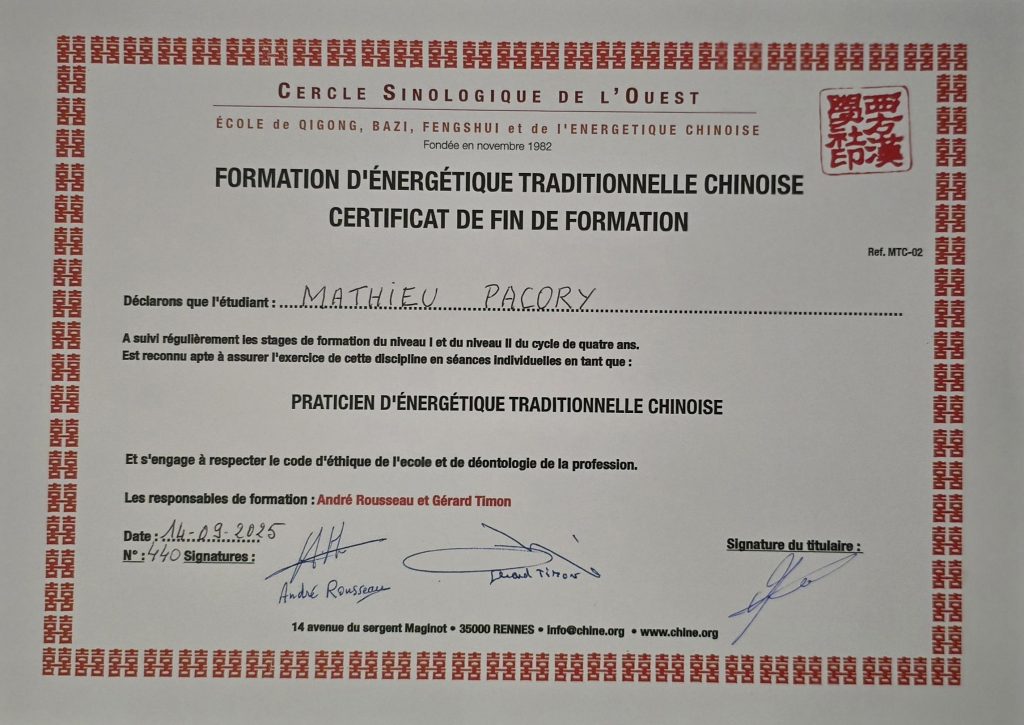 CERCLE SINOLOGIQUE DE L'OUEST
ÉCOLE de QIGONG, BAZI, FENGSHUI et de l'ENERGETIQUE CHINOISE
Fondée en novembre 1982
西方漢
學社印
FORMATION D'ÉNERGÉTIQUE TRADITIONNELLE CHINOISE
CERTIFICAT DE FIN DE FORMATION
Ref. MTC-02
Déclarons que l'étudiant : MATHIEU PACORY
A suivi régulièrement les stages de formation du niveau I et du niveau II du cycle de quatre ans.
Est reconnu apte à assurer l'exercice de cette discipline en séances individuelles en tant que :
PRATICIEN D'ÉNERGÉTIQUE TRADITIONNELLE CHINOISE
Et s'engage à respecter le code d'éthique de l'ecole et de déontologie de la profession.
Les responsables de formation : André Rousseau et Gérard Timon
Date : 14-09-2025
N° : 440 Signatures :
Signature du titulaire :
André Rousseau
Gérard Timon
14 avenue du sergent Maginot • 35000 RENNES • info@chine.org • www.chine.org